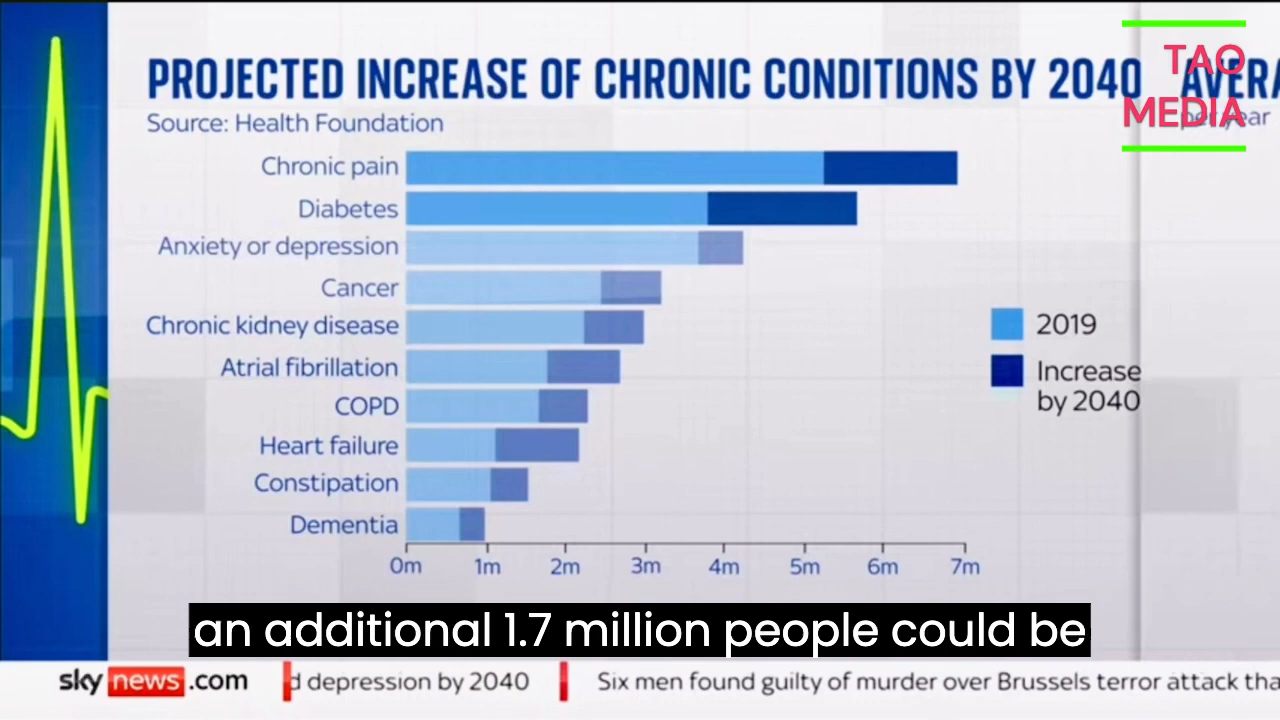 PROJECTED INCREASE OF CHRONIC CONDITIONS BY 2040
AVERA
TAO
MEDIA
Source: Health Foundation
per year
Chronic pain
Diabetes
Anxiety or depression
Cancer
Chronic kidney disease
Atrial fibrillation
COPD
Heart failure
Constipation
Dementia
2019
Increase
by 2040
0m 1m 2m 3m 4m 5m 6m 7m
an additional 1.7 million people could be
sky news.com
d depression by 2040
Six men found guilty of murder over Brussels terror attack tha